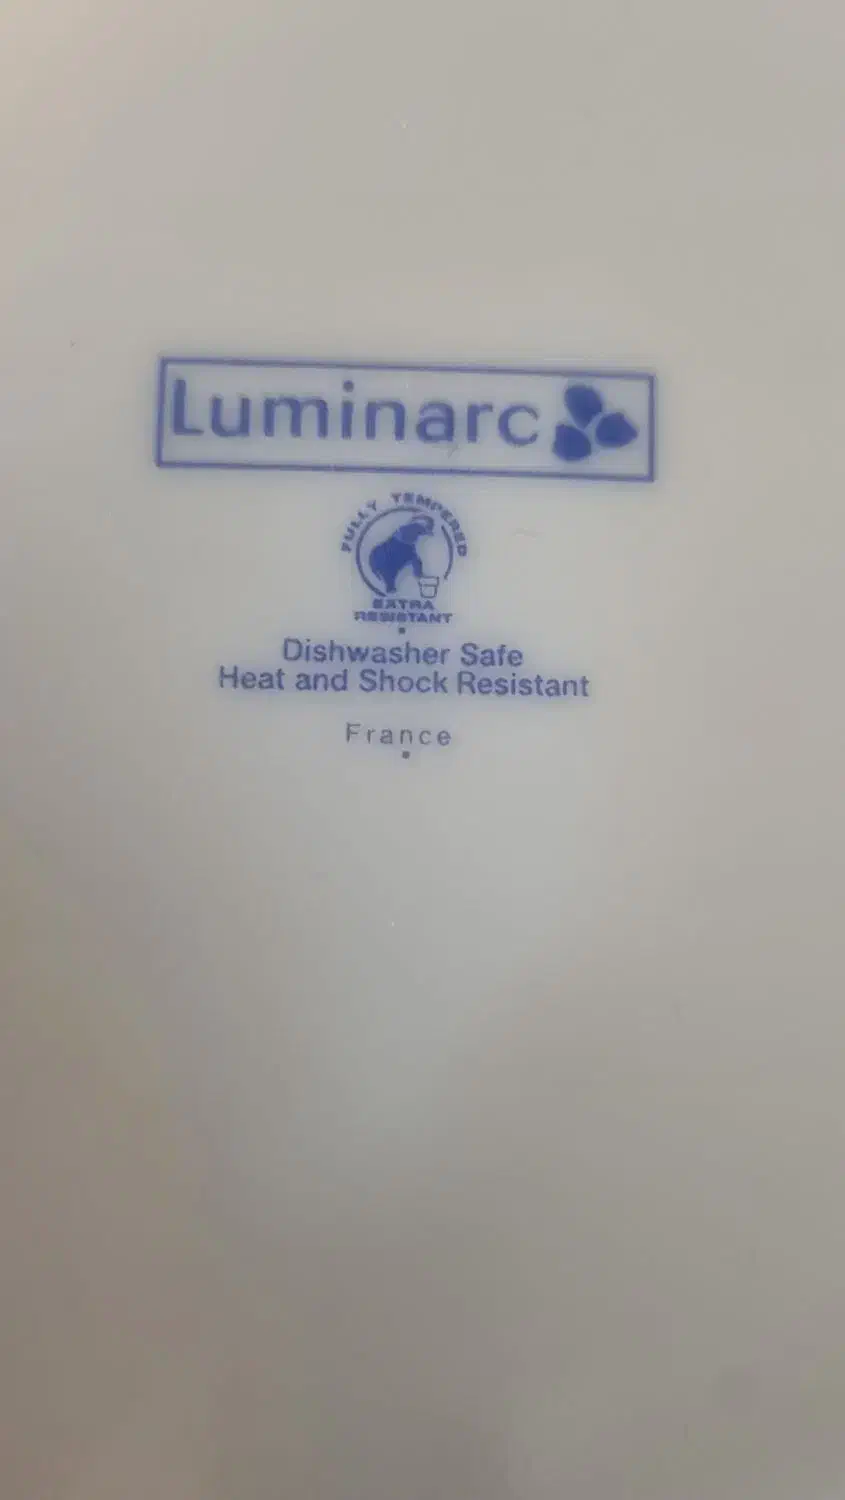 Luminarc
FULLY TEMPERED
EXTRA
RESISTANT
Dishwasher Safe
Heat and Shock Resistant
France